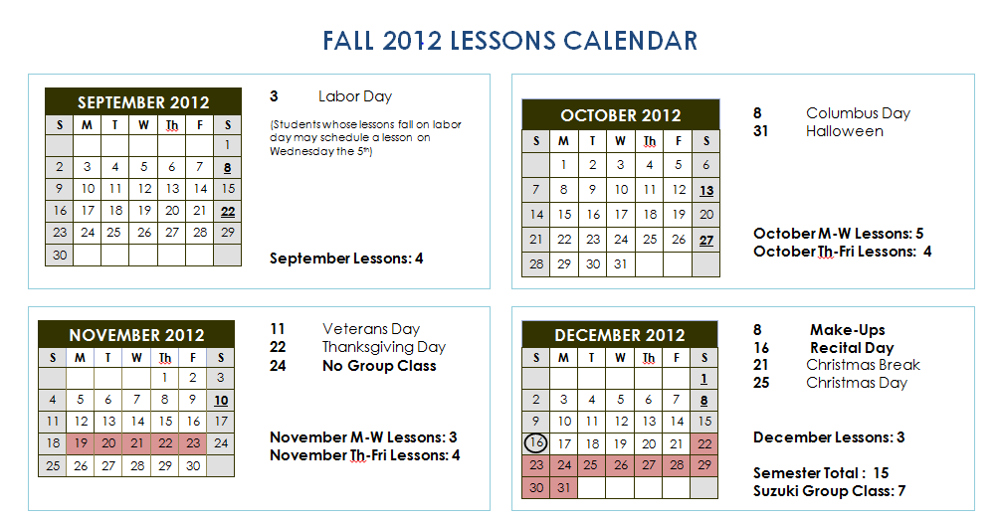 FALL 2012 LESSONS CALENDAR
SEPTEMBER 2012
S M T W Th F S
1
2 3 4 5 6 7 8
9 10 11 12 13 14 15
16 17 18 19 20 21 22
23 24 25 26 27 28 29
30
3 Labor Day
(Students whose lessons fall on labor
day may schedule a lesson on
Wednesday the 5th)
September Lessons: 4
OCTOBER 2012
S M T W Th F S
1 2 3 4 5 6
7 8 9 10 11 12 13
14 15 16 17 18 19 20
21 22 23 24 25 26 27
28 29 30 31
8 Columbus Day
31 Halloween
October M-W Lessons: 5
October Th-Fri Lessons: 4
NOVEMBER 2012
S M T W Th F S
1 2 3
4 5 6 7 8 9 10
11 12 13 14 15 16 17
18 19 20 21 22 23 24
25 26 27 28 29 30
11 Veterans Day
22 Thanksgiving Day
24 No Group Class
November M-W Lessons: 3
November Th-Fri Lessons: 4
DECEMBER 2012
S M T W Th F S
1
2 3 4 5 6 7 8
9 10 11 12 13 14 15
16 17 18 19 20 21 22
23 24 25 26 27 28 29
30 31
8 Make-Ups
16 Recital Day
21 Christmas Break
25 Christmas Day
December Lessons: 3
Semester Total : 15
Suzuki Group Class: 7